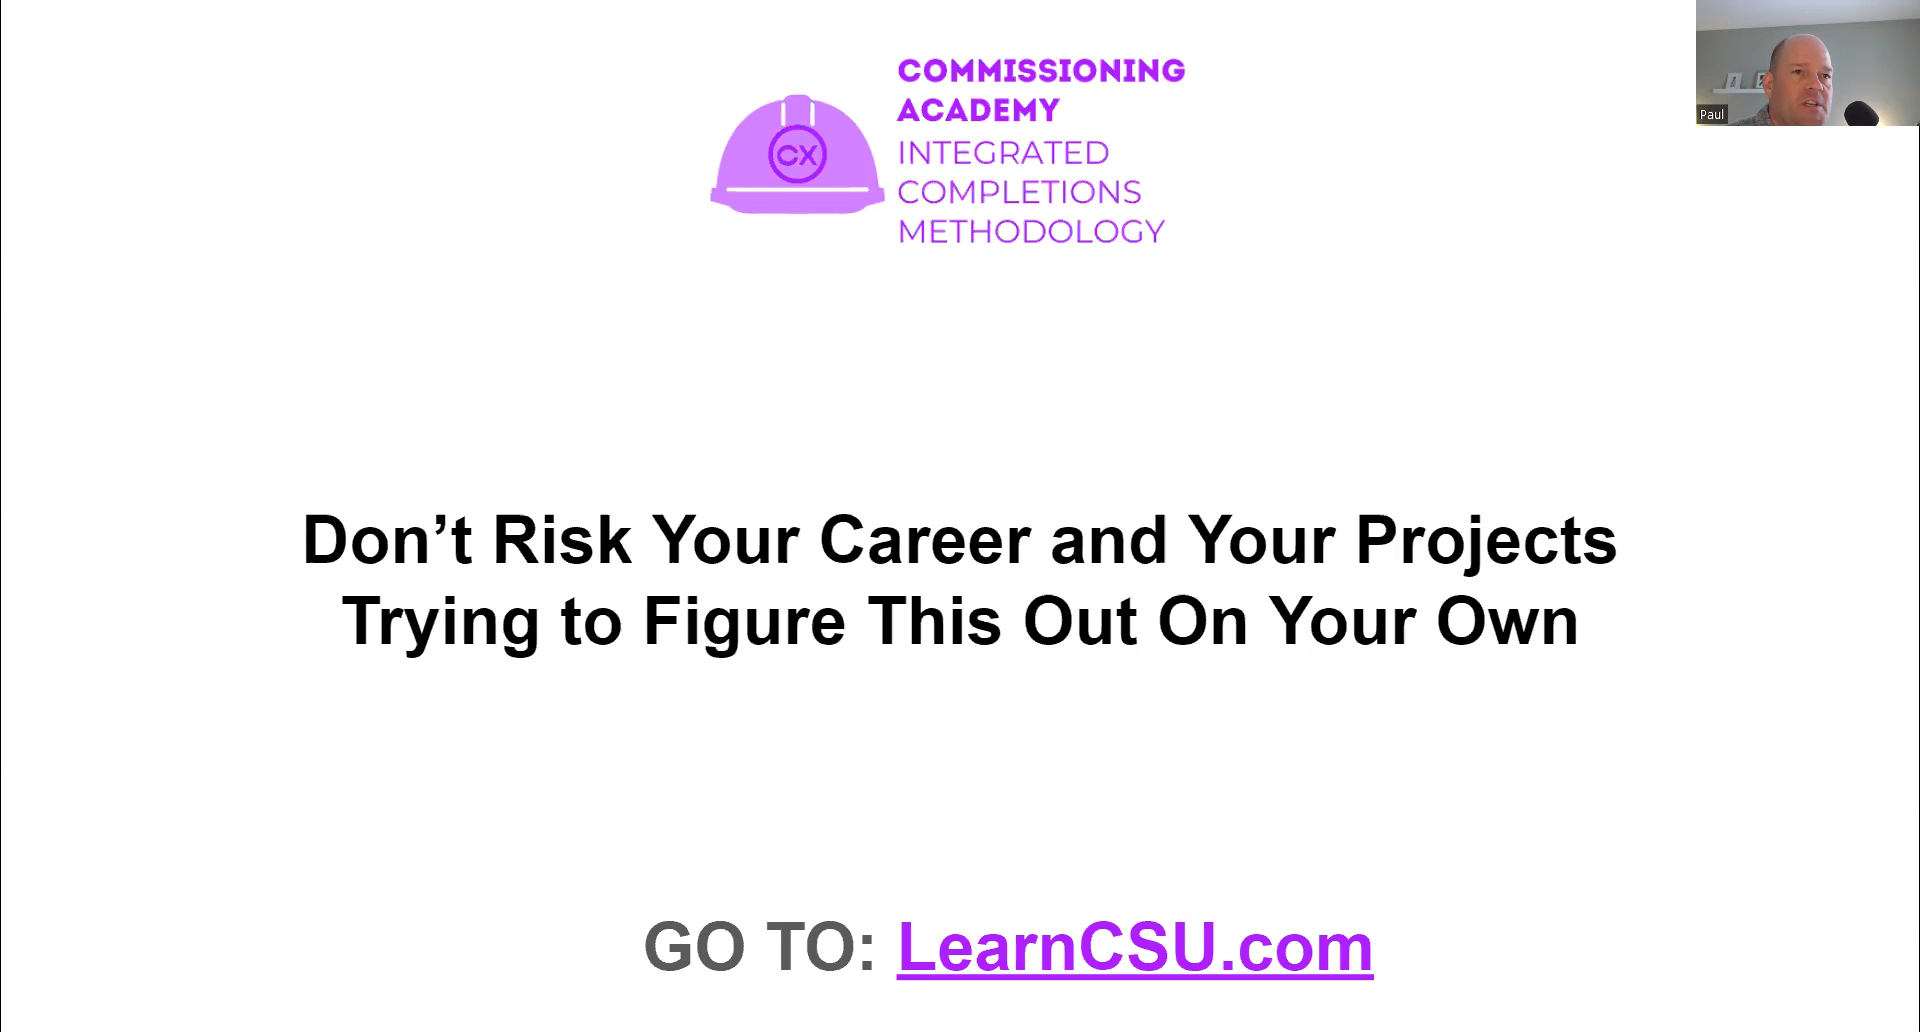 COMMISSIONING
ACADEMY
INTEGRATED
COMPLETIONS
METHODOLOGY
CX
Paul
Don’t Risk Your Career and Your Projects
Trying to Figure This Out On Your Own
GO TO: LearnCSU.com